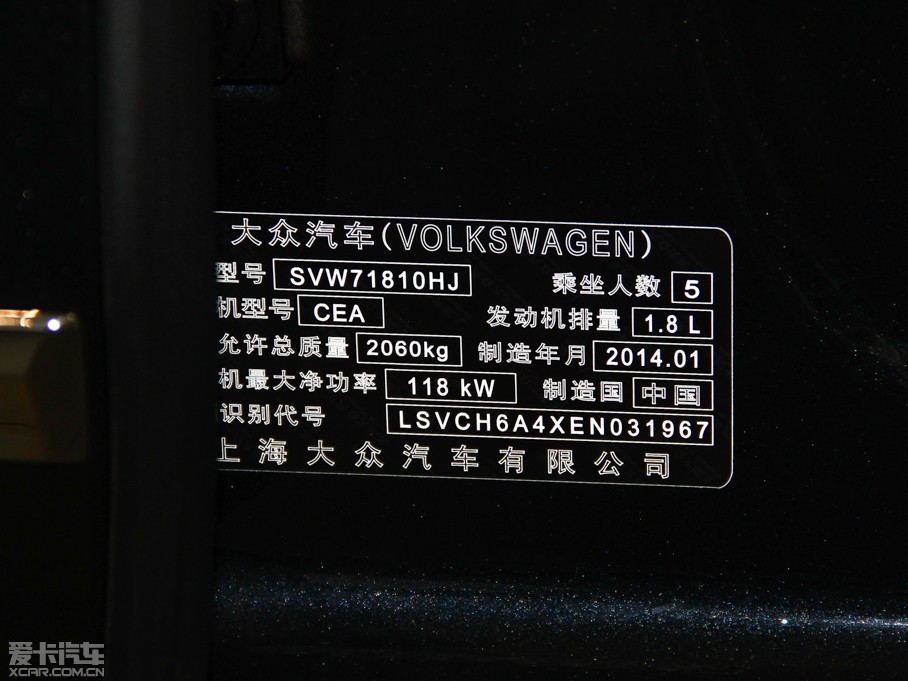 大众汽车(VOLKSWAGEN)
型号 SVW71810HJ 乘坐人数 5
机型号 CEA 发动机排量 1.8 L
允许总质量 2060kg 制造年月 2014.01
机最大净功率 118 kW 制造国 中国
识别代号 LSVCH6A4XEN031967
上海大众汽车有限公司
爱卡汽车
XCAR.COM.CN